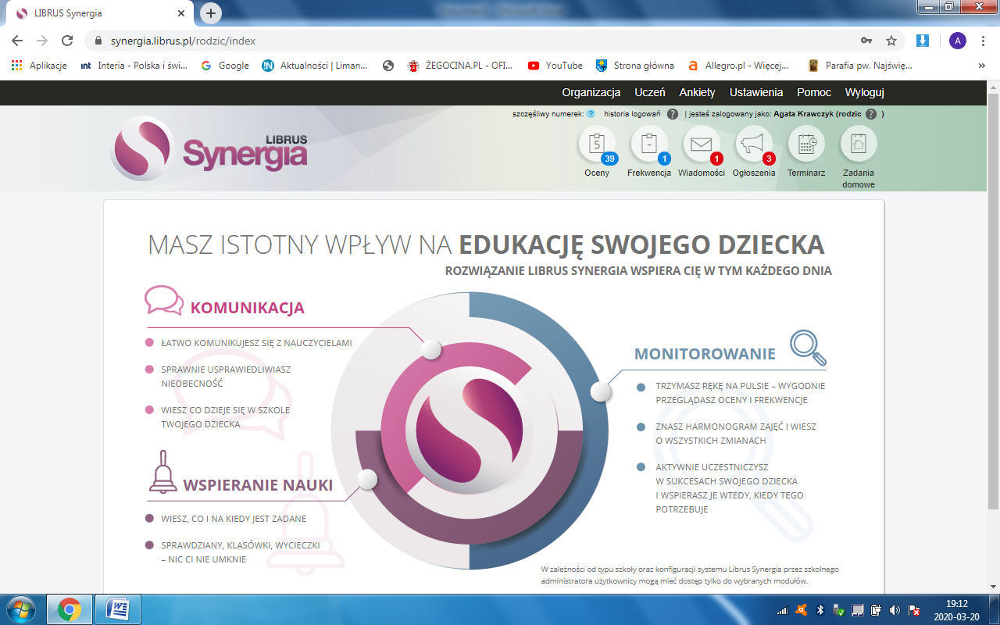 LIBRUS Synergia
synergia.librus.pl/rodzic/index
A
Aplikacje
int Interia - Polska i świ...
G Google
Aktualności | Liman...
ŻEGOCINA.PL - OFI...
YouTube
Strona główna
a Allegro.pl - Więcej...
Parafia pw. Najświę...
»
Organizacja Uczeń Ankiety Ustawienia Pomoc Wyloguj
szczęśliwy numerek: ? historia logowań ? | jesteś zalogowany jako: Agata Krawczyk (rodzic ? )
LIBRUS
Synergia
5
39
1
1
3
Oceny Frekwencja Wiadomości Ogłoszenia Terminarz Zadania
domowe
MASZ ISTOTNY WPŁYW NA EDUKACJĘ SWOJEGO DZIECKA
ROZWIĄZANIE LIBRUS SYNERGIA WSPIERA CIĘ W TYM KAŻDEGO DNIA
KOMUNIKACJA
ŁATWO KOMUNIKUJESZ SIĘ Z NAUCZYCIELAMI
SPRAWNIE USPRAWIEDLIWIASZ
NIEOBECNOŚĆ
WIESZ CO DZIEJE SIĘ W SZKOLE
TWOJEGO DZIECKA
WSPIERANIE NAUKI
WIESZ, CO I NA KIEDY JEST ZADANE
SPRAWDZIANY, KLASÓWKI, WYCIECZKI
– NIC CI NIE UMKNIE
MONITOROWANIE
TRZYMASZ RĘKĘ NA PULSIE – WYGODNIE
PRZEGLĄDASZ OCENY I FREKWENCJE
ZNASZ HARMONOGRAM ZAJĘĆ I WIESZ
O WSZYSTKICH ZMIANACH
AKTYWNIE UCZESTNICZYSZ
W SUKCESACH SWOJEGO DZIECKA
I WSPIERASZ JE WTEDY, KIEDY TEGO
POTRZEBUJE
W zależności od typu szkoły oraz konfiguracji systemu Librus Synergia przez szkolnego
administratora użytkownicy mogą mieć dostęp tylko do wybranych modułów.
W
19:12
2020-03-20